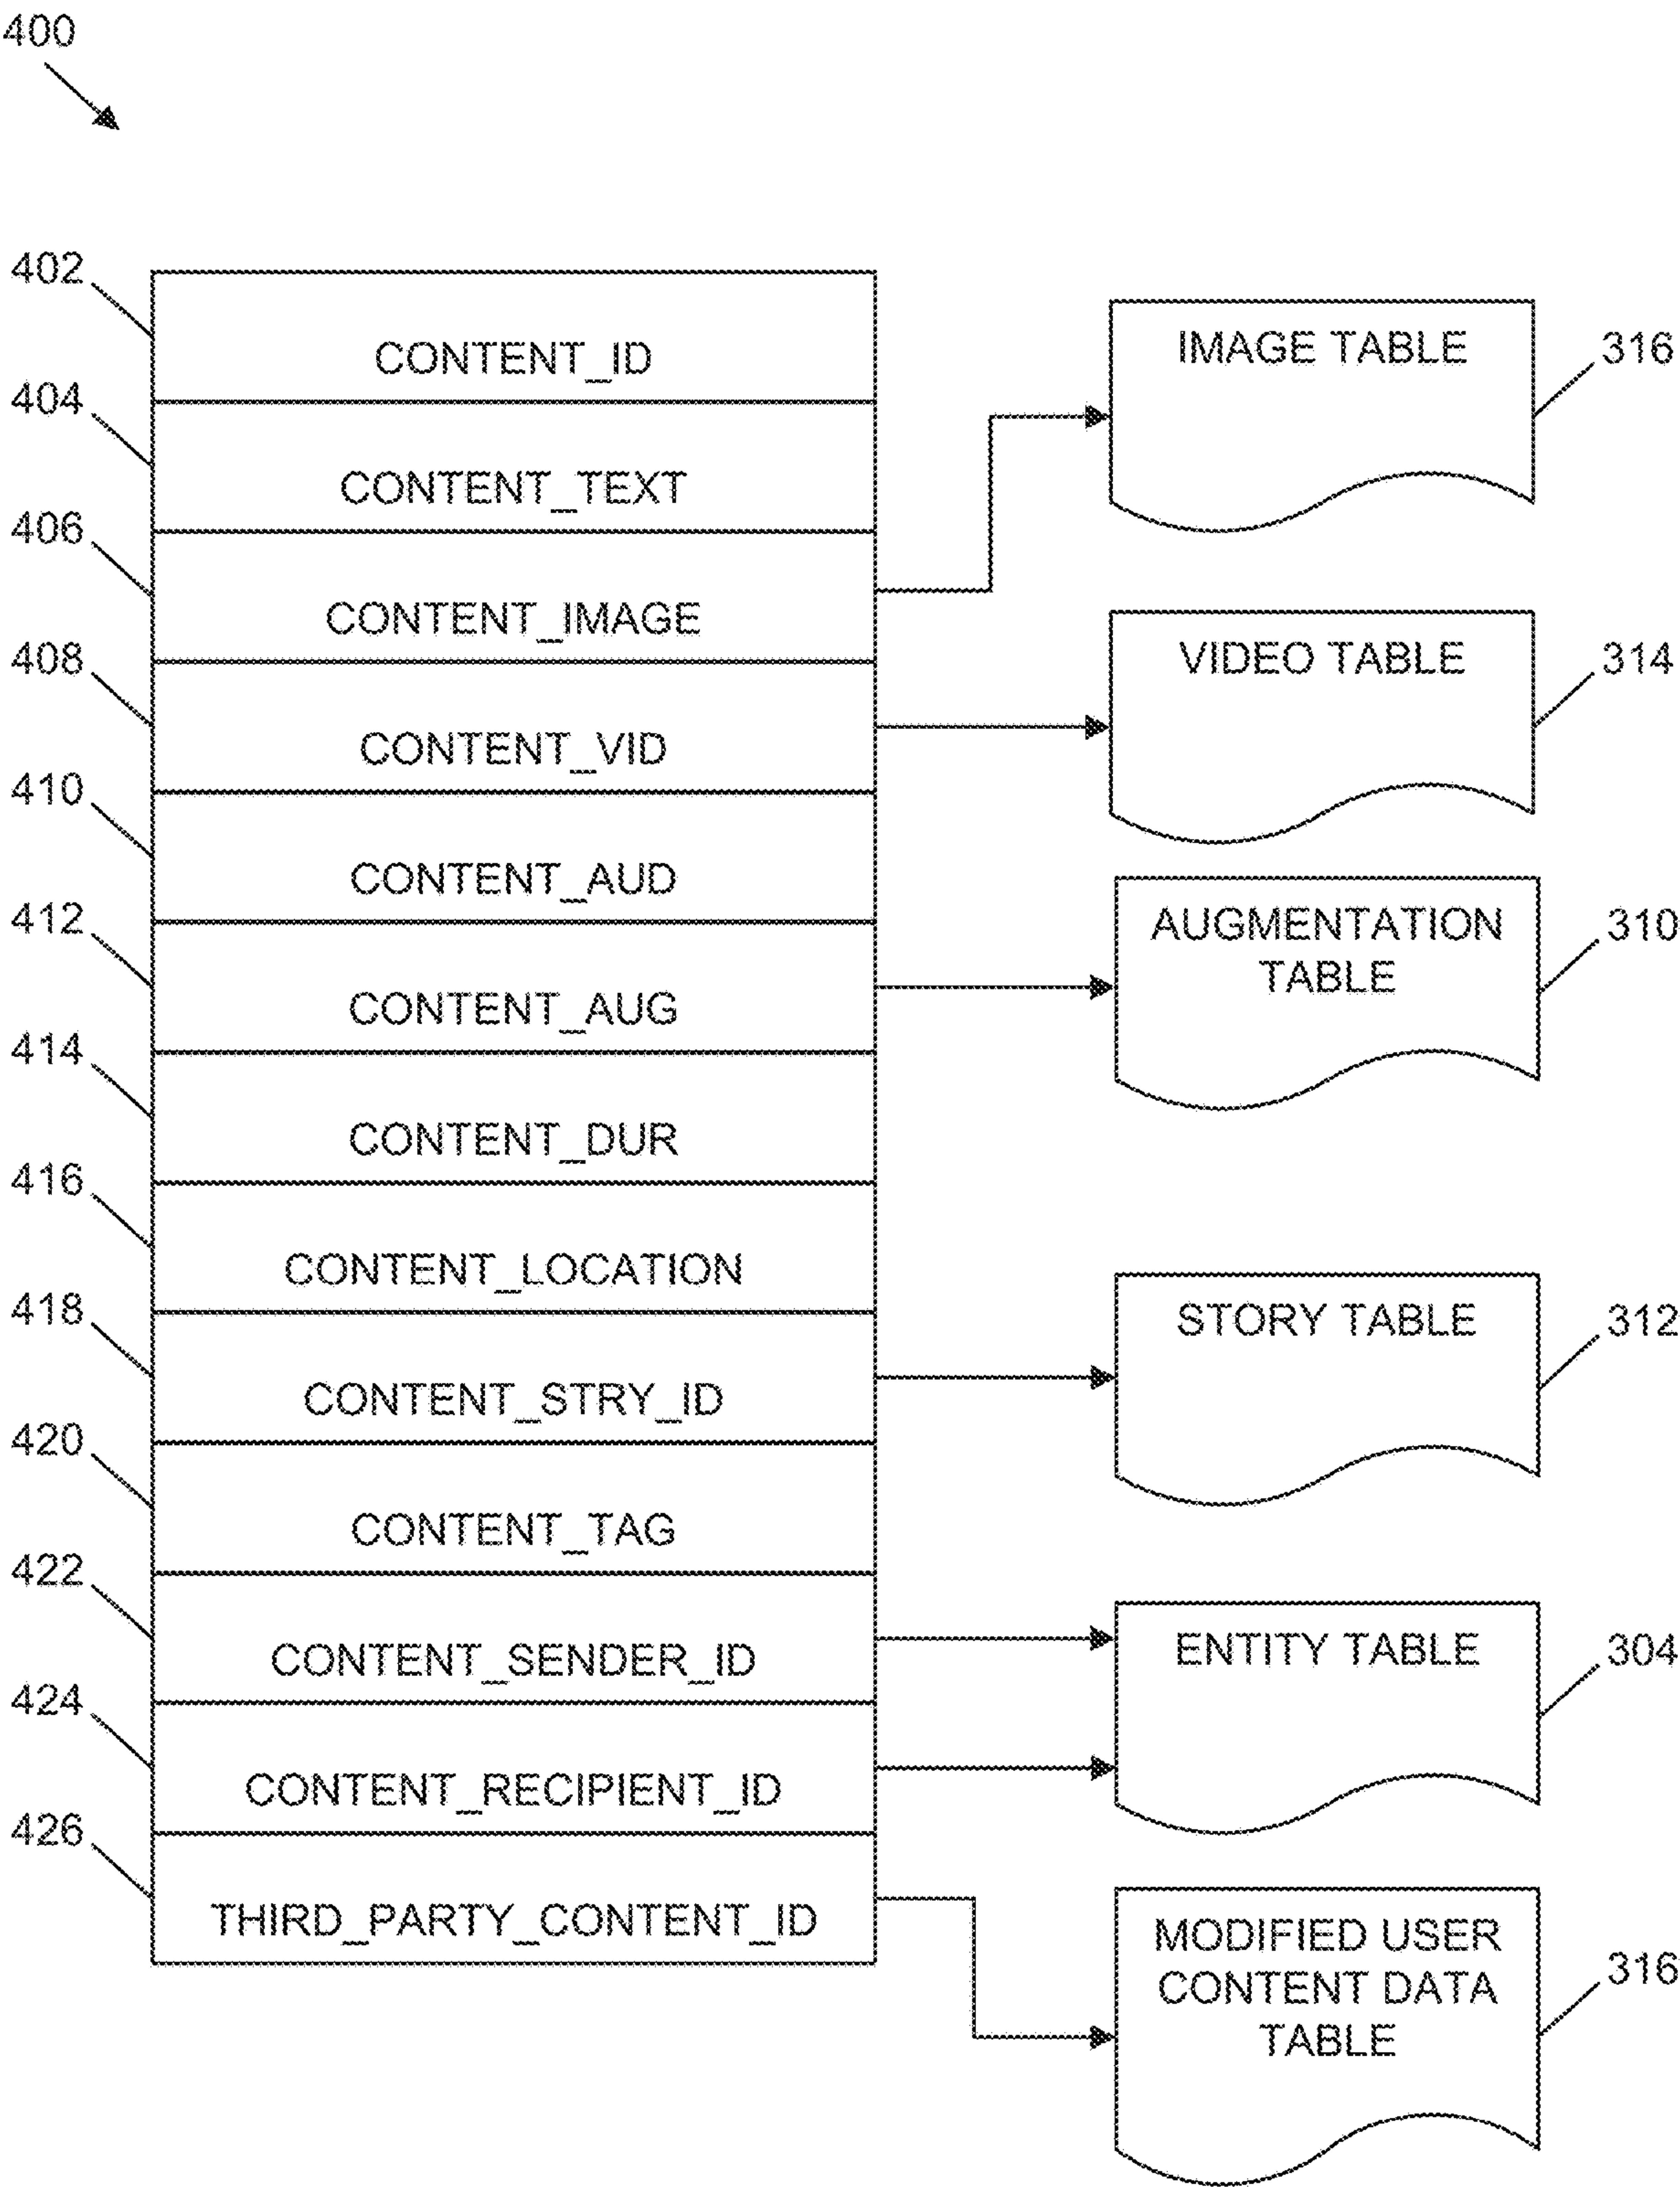 400
402
CONTENT_ID
404
CONTENT_TEXT
406
CONTENT_IMAGE
408
CONTENT_VID
410
CONTENT_AUD
412
CONTENT_AUG
414
CONTENT_DUR
416
CONTENT_LOCATION
418
CONTENT_STRY_ID
420
CONTENT_TAG
422
CONTENT_SENDER_ID
424
CONTENT_RECIPIENT_ID
426
THIRD_PARTY_CONTENT_ID
IMAGE TABLE
316
VIDEO TABLE
314
AUGMENTATION
TABLE
310
STORY TABLE
312
ENTITY TABLE
304
MODIFIED USER
CONTENT DATA
TABLE
316